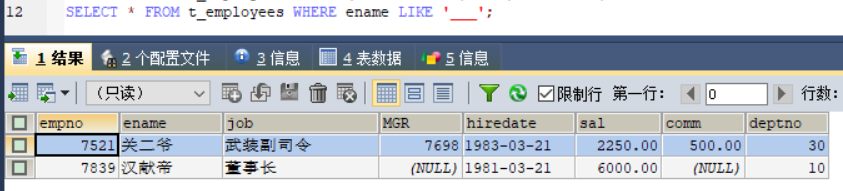 12 SELECT * FROM t_employees WHERE ename LIKE '___';
1 结果 2 个配置文件 3 信息 4 表数据 5 信息
（只读） 限制行 第一行: 0 行数:
empno ename job MGR hiredate sal comm deptno
7521 关二爷 武装副司令 7698 1983-03-21 2250.00 500.00 30
7839 汉献帝 董事长 (NULL) 1981-03-21 6000.00 (NULL) 10